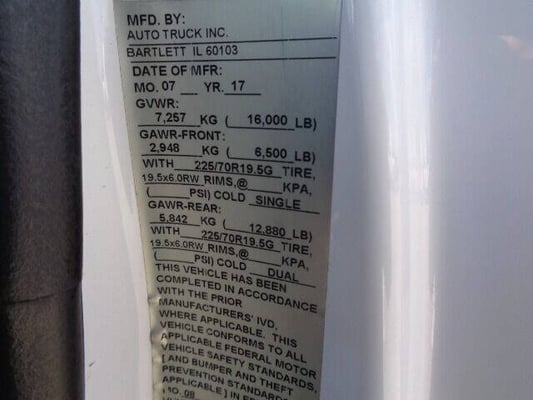 MFD. BY:
AUTO TRUCK INC.
BARTLETT IL 60103
DATE OF MFR:
MO. 07 YR. 17
GVWR:
7,257 KG ( 16,000 LB)
GAWR-FRONT:
2,948 KG ( 6,500 LB)
WITH 225/70R19.5G TIRE,
19.5x6.0RW RIMS,@ KPA,
( PSI) COLD SINGLE
GAWR-REAR:
5,842 KG ( 12,880 LB)
WITH 225/70R19.5G TIRE,
19.5x6.0RW RIMS,@ KPA,
( PSI) COLD DUAL
THIS VEHICLE HAS BEEN
COMPLETED IN ACCORDANCE
WITH THE PRIOR
MANUFACTURERS' IVD,
WHERE APPLICABLE. THIS
VEHICLE CONFORMS TO ALL
APPLICABLE FEDERAL MOTOR
VEHICLE SAFETY STANDARDS,
[ AND BUMPER AND THEFT
PREVENTION STANDARDS,
APPLICABLE ] IN
MO. 08